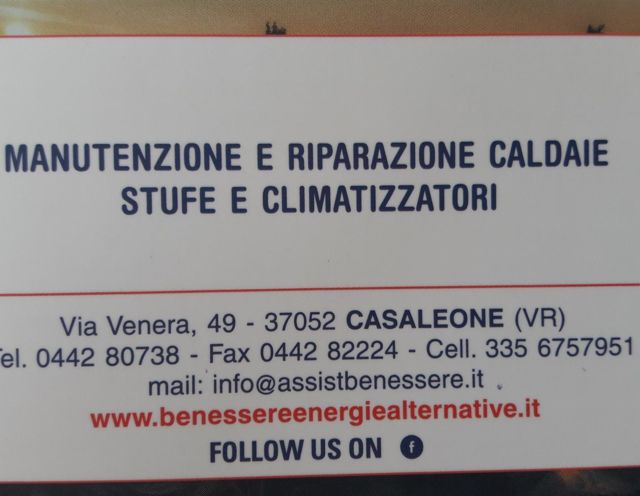 MANUTENZIONE E RIPARAZIONE CALDAIE
STUFE E CLIMATIZZATORI
Via Venera, 49 - 37052 CASALEONE (VR)
Tel. 0442 80738 - Fax 0442 82224 - Cell. 335 6757951
mail: info@assistbenessere.it
www.benessereenergiealternative.it
FOLLOW US ON f